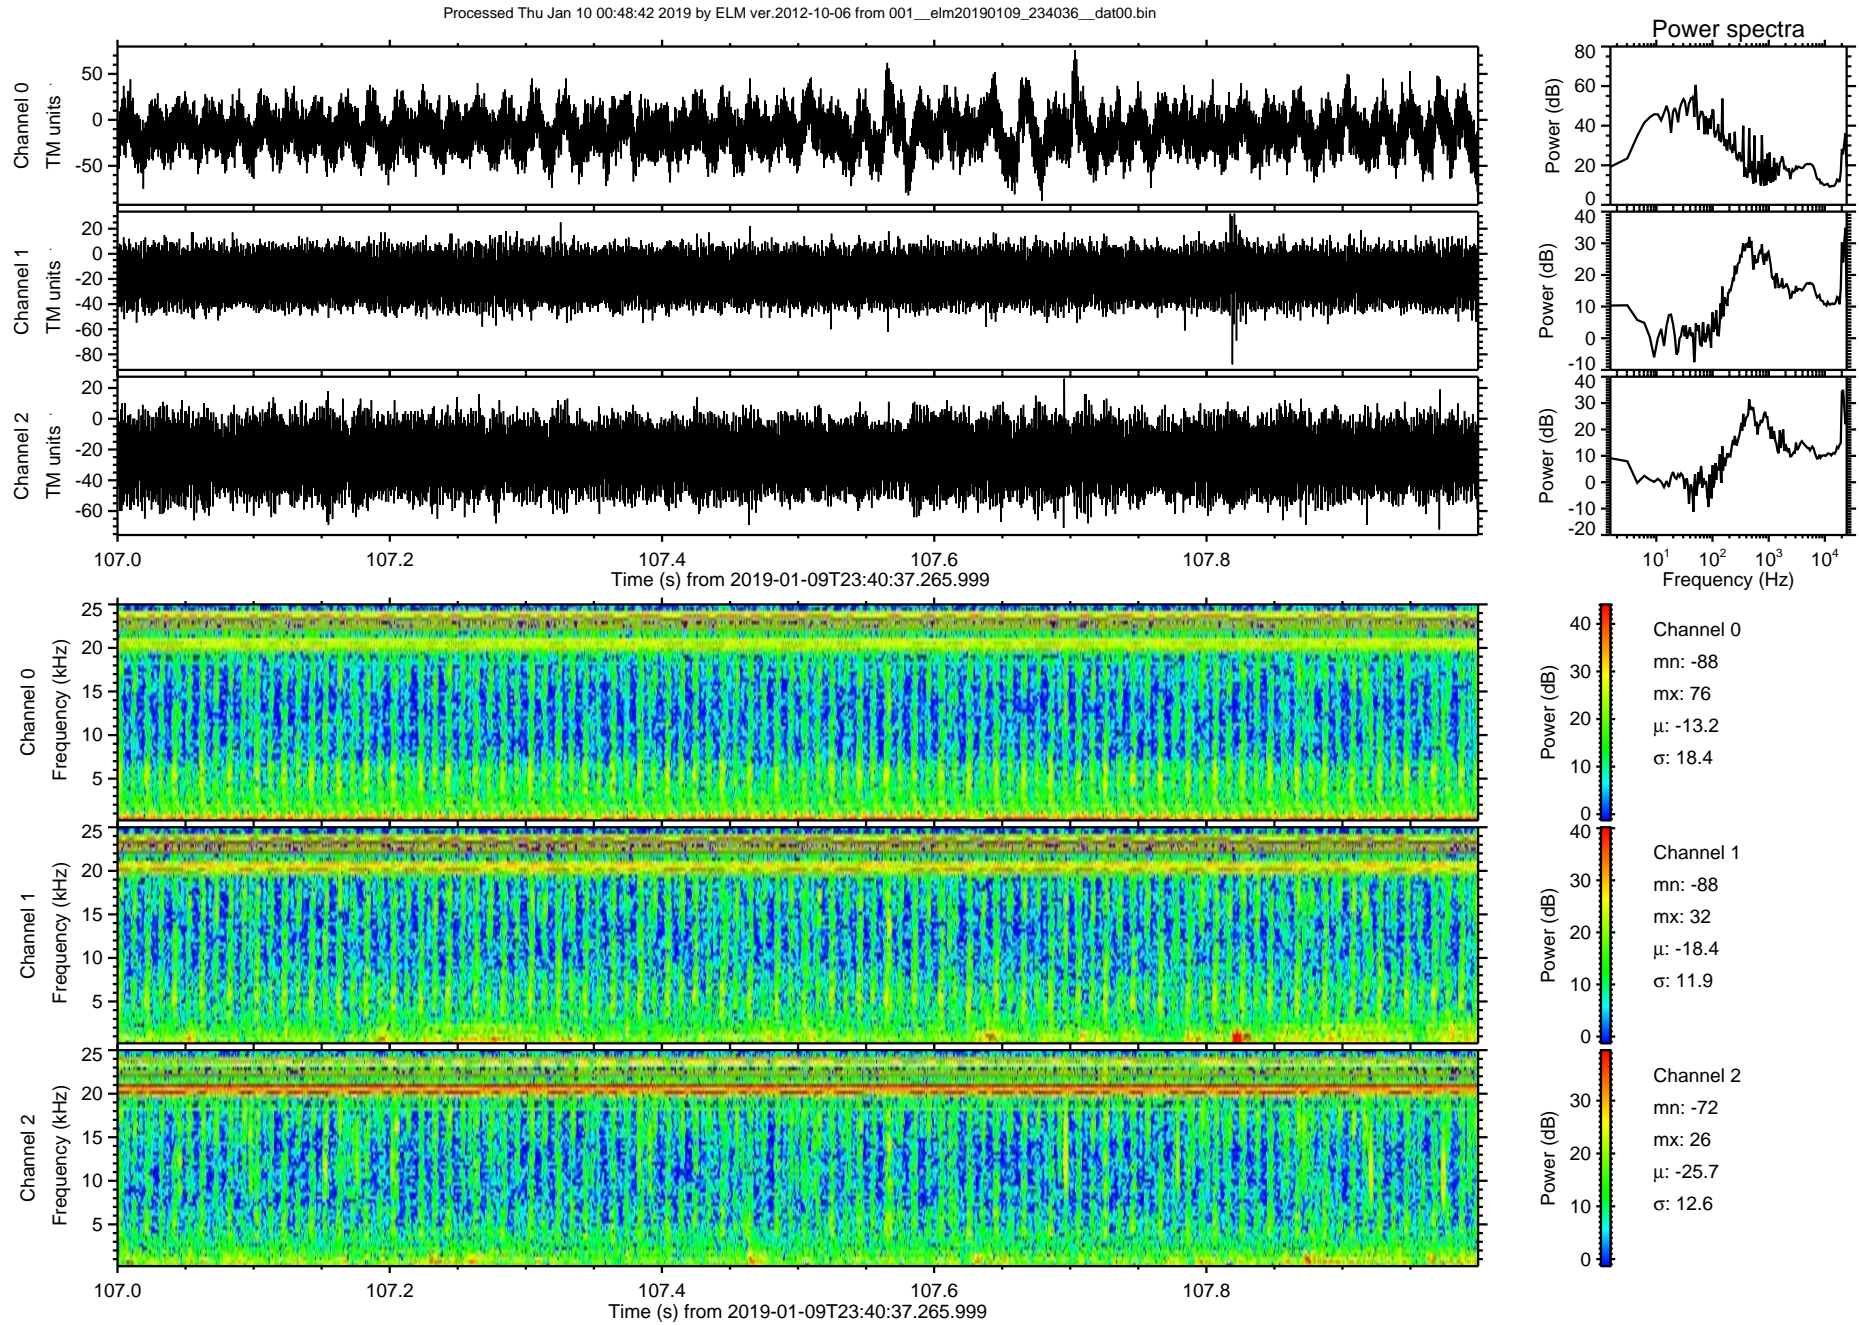 Processed Thu Jan 10 00:48:42 2019 by ELM ver.2012-10-06 from 001__elm20190109_234036__dat00.bin
Power spectra
Channel 0
TM units
50
0
-50
Power (dB)
80
60
40
20
0
Channel 1
TM units
20
0
-20
-40
-60
-80
Power (dB)
40
30
20
10
0
-10
Channel 2
TM units
20
0
-20
-40
-60
Power (dB)
40
30
20
10
0
-10
-20
107.0 107.2 107.4 107.6 107.8
Time (s) from 2019-01-09T23:40:37.265.999
10¹ 10² 10³ 10⁴
Frequency (Hz)
Channel 0
Frequency (kHz)
25
20
15
10
5
Power (dB)
40
30
20
10
0
Channel 0
mn: -88
mx: 76
μ: -13.2
σ: 18.4
Channel 1
Frequency (kHz)
25
20
15
10
5
Power (dB)
40
30
20
10
0
Channel 1
mn: -88
mx: 32
μ: -18.4
σ: 11.9
Channel 2
Frequency (kHz)
25
20
15
10
5
Power (dB)
30
20
10
0
Channel 2
mn: -72
mx: 26
μ: -25.7
σ: 12.6
107.0 107.2 107.4 107.6 107.8
Time (s) from 2019-01-09T23:40:37.265.999